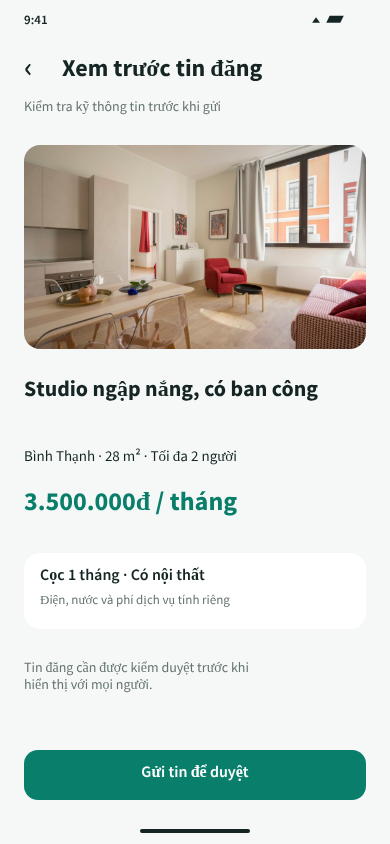 9:41
Xem trước tin đăng
Kiểm tra kỹ thông tin trước khi gửi
Studio ngập nắng, có ban công
Bình Thạnh · 28 m² · Tối đa 2 người
3.500.000đ / tháng
Cọc 1 tháng · Có nội thất
Điện, nước và phí dịch vụ tính riêng
Tin đăng cần được kiểm duyệt trước khi
hiển thị với mọi người.
Gửi tin để duyệt